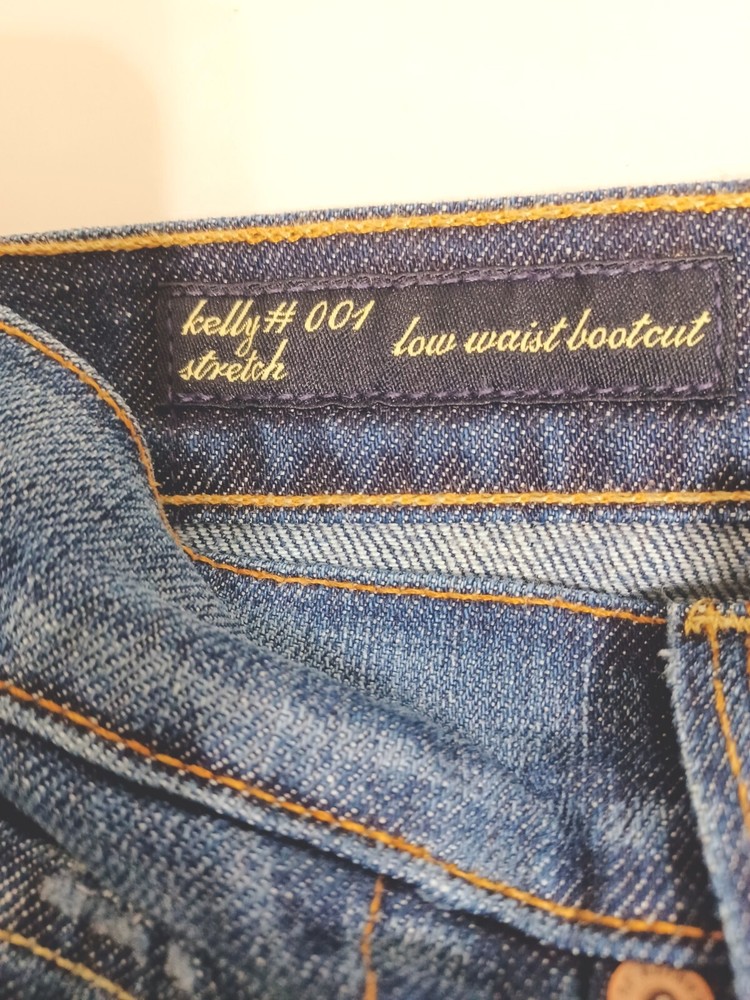 kelly # 001
stretch
low waist bootcut